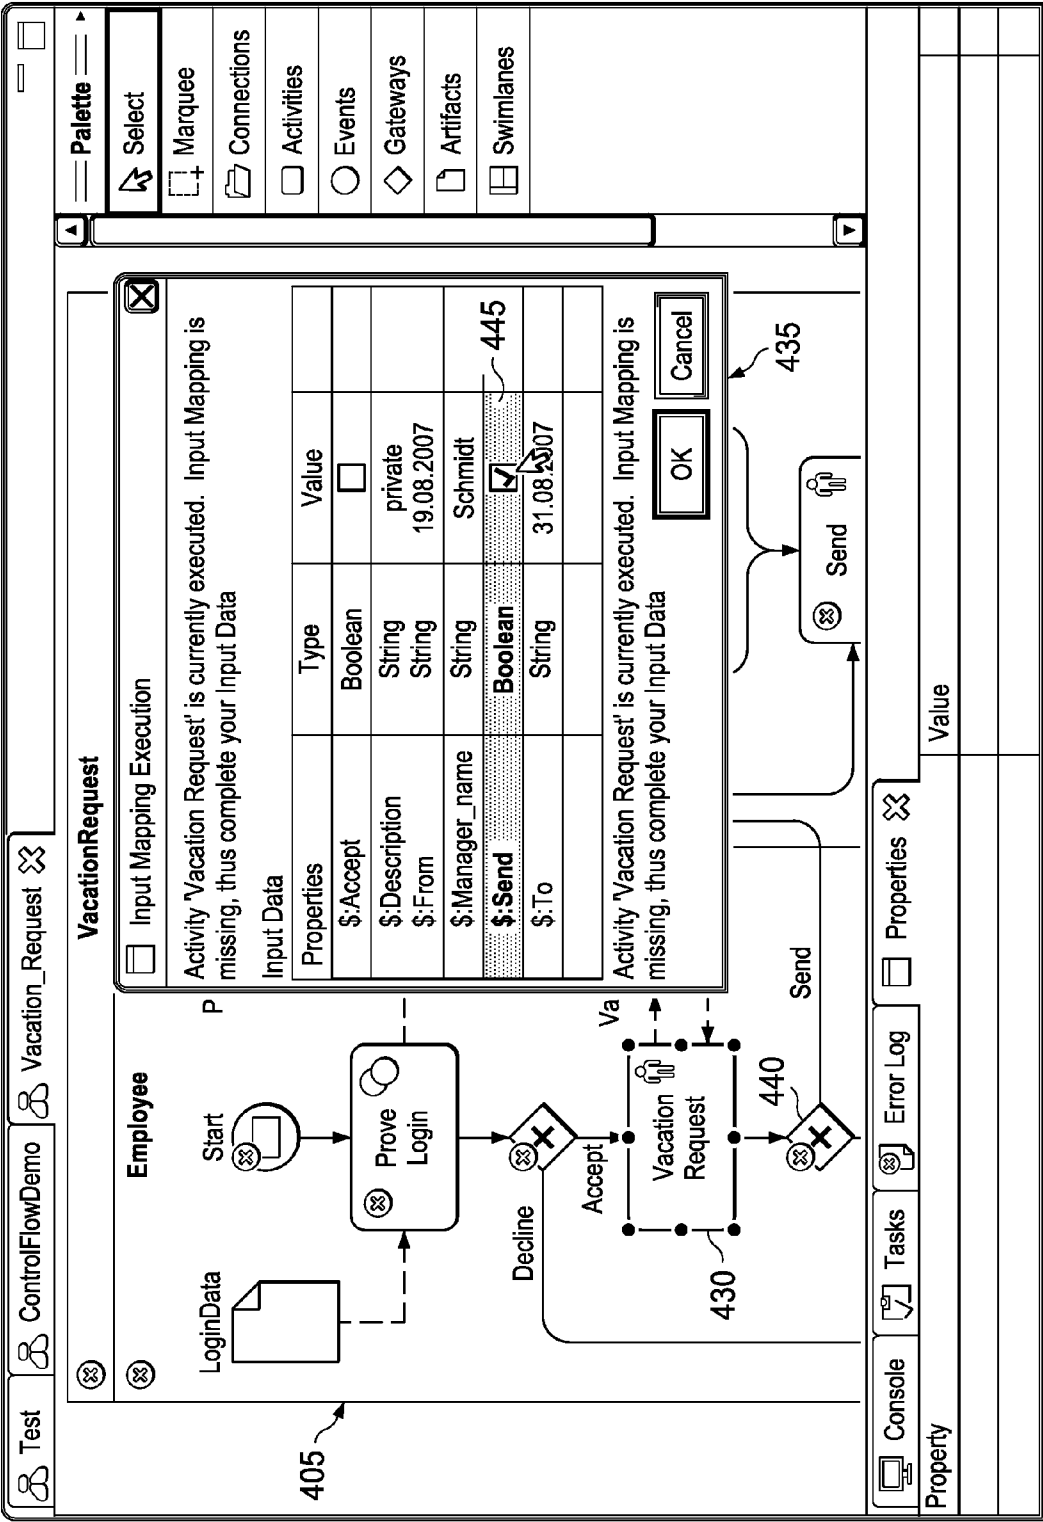 Test
ControlFlowDemo
Vacation_Request
VacationRequest
Employee
Start
LoginData
Prove
Login
P
Decline
Accept
Vacation
Request
Va
Send
405
430
440
Input Mapping Execution
Activity 'Vacation Request' is currently executed. Input Mapping is
missing, thus complete your Input Data
Input Data
Properties Type Value
$:Accept Boolean
$:Description String private
$:From String 19.08.2007
$:Manager_name String Schmidt
$:Send Boolean
$:To String 31.08.2007
Activity 'Vacation Request' is currently executed. Input Mapping is
missing, thus complete your Input Data
OK
Cancel
445
435
Send
Palette
Select
Marquee
Connections
Activities
Events
Gateways
Artifacts
Swimlanes
Console
Tasks
Error Log
Properties
Property Value